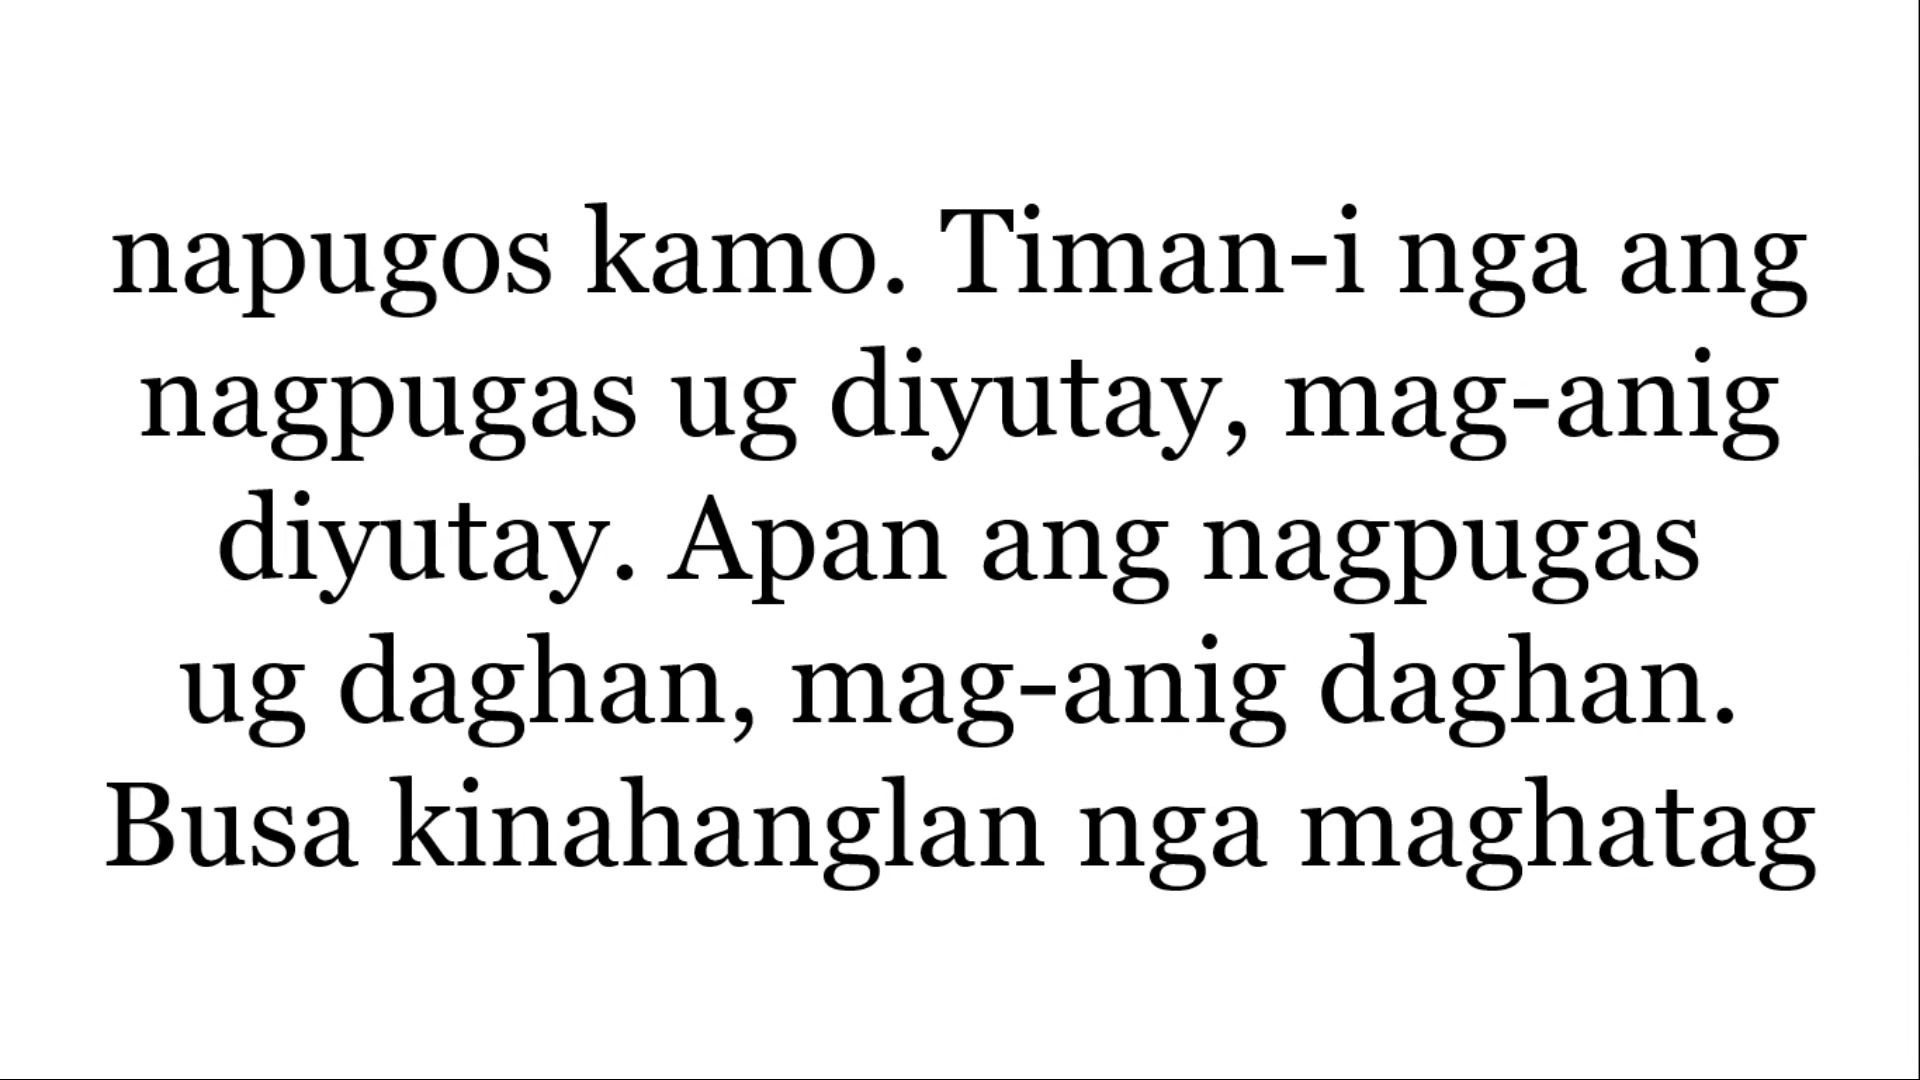 napugos kamo. Timan-i nga ang
nagpugas ug diyutay, mag-anig
diyutay. Apan ang nagpugas
ug daghan, mag-anig daghan.
Busa kinahanglan nga maghatag